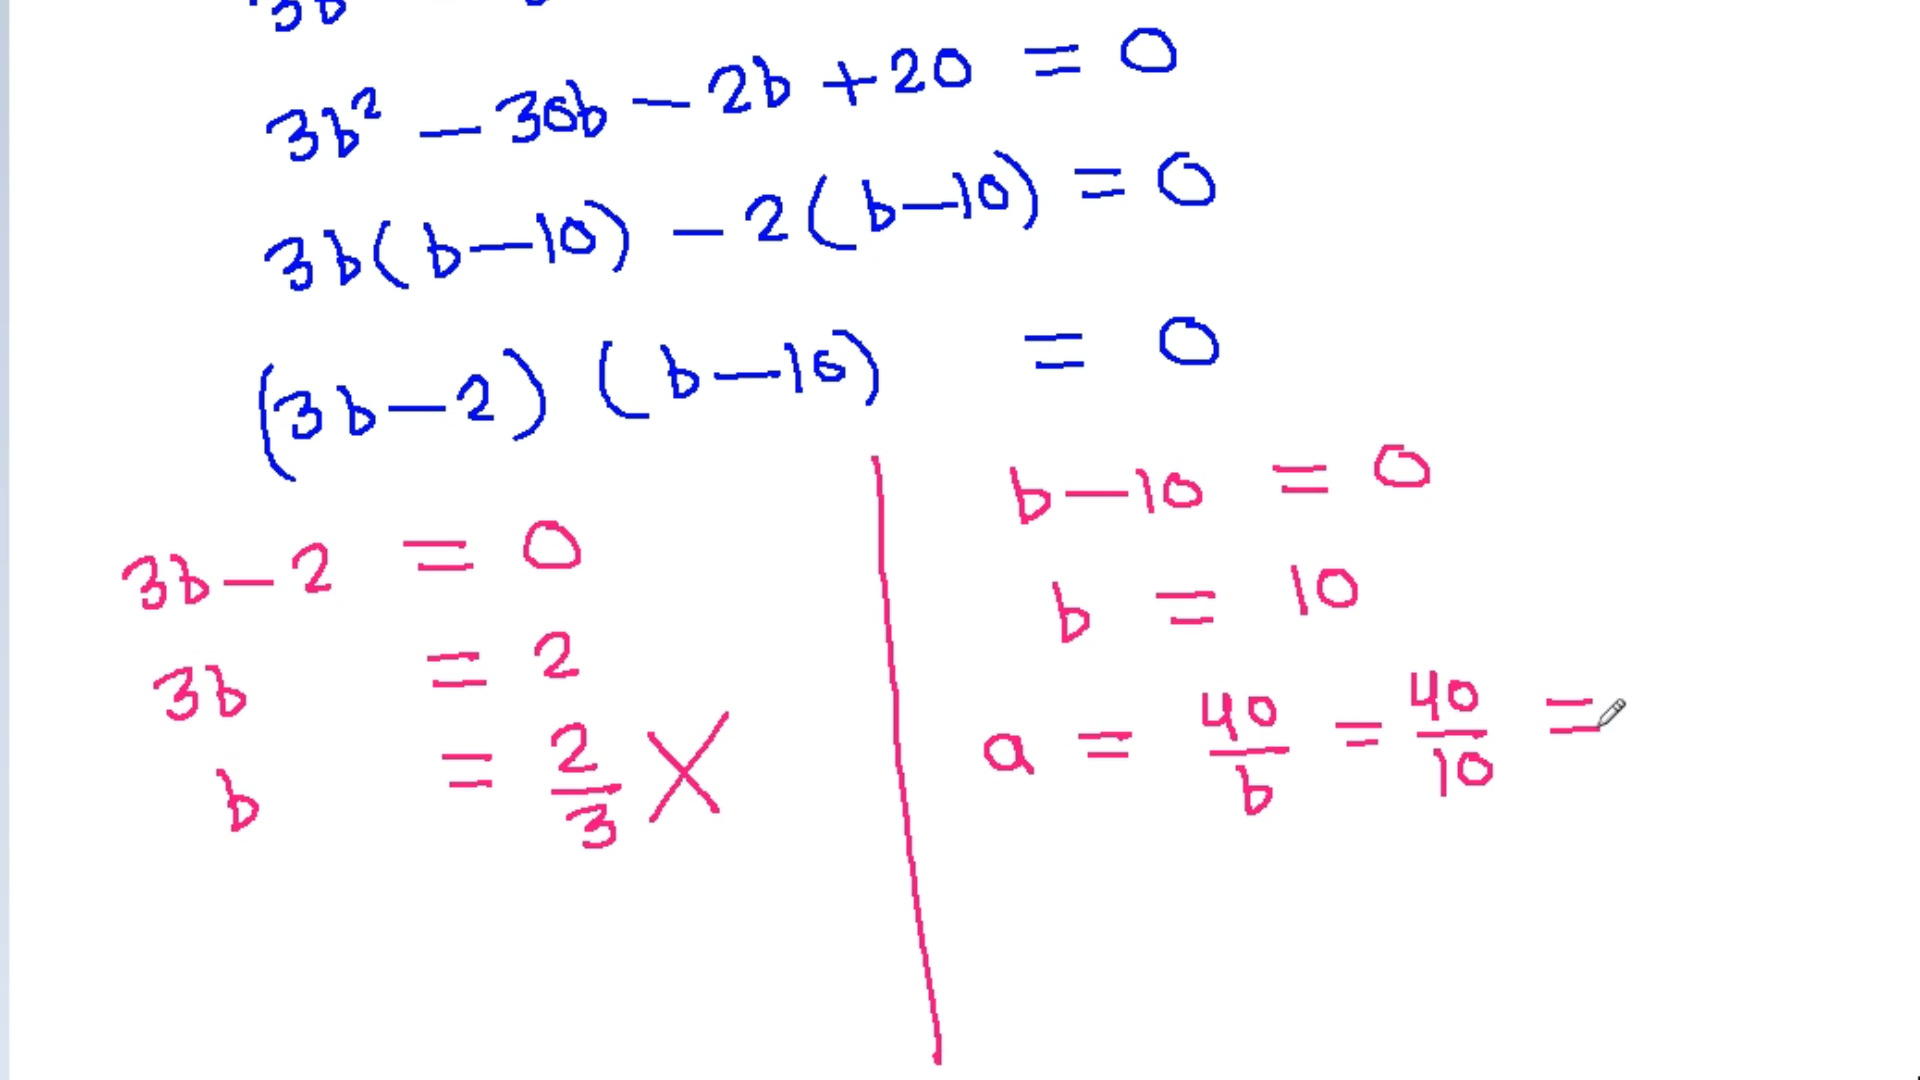 3b
3b² - 30b - 2b + 20 = 0
3b(b-10) - 2(b-10) = 0
(3b-2) (b-10) = 0
3b-2 = 0
3b = 2
b = 2/3 X
b-10 = 0
b = 10
a = 40/b = 40/10 =